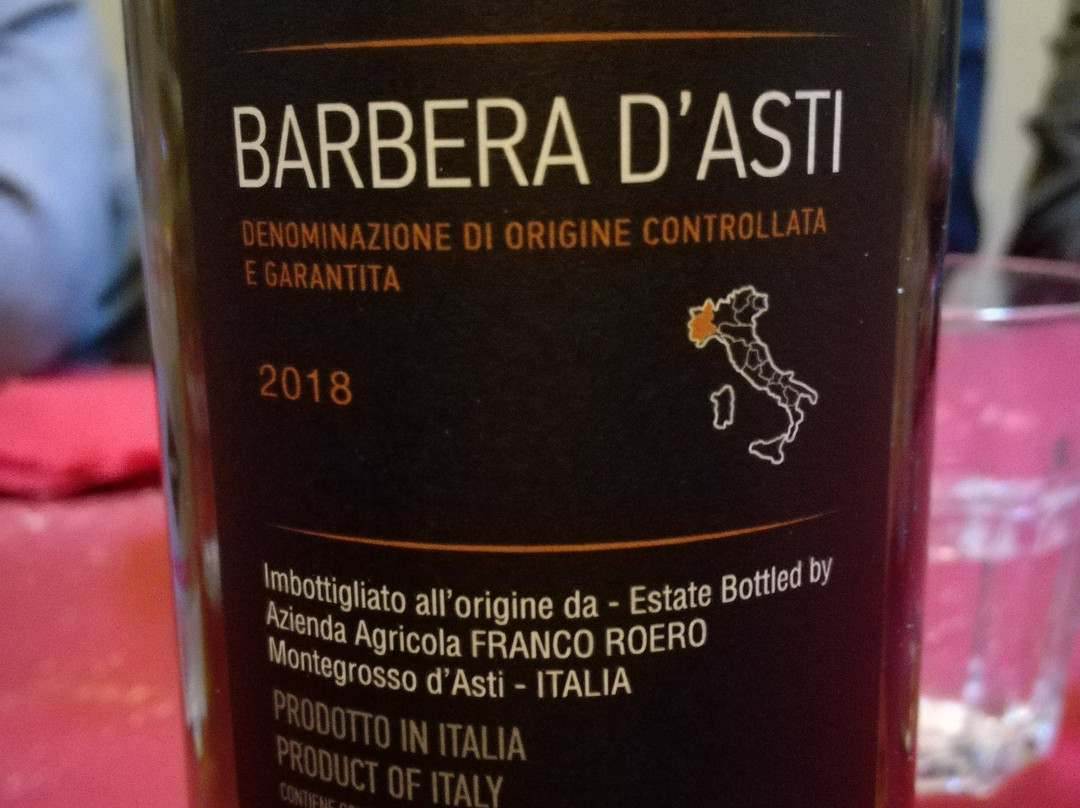 BARBERA D'ASTI
DENOMINAZIONE DI ORIGINE CONTROLLATA
E GARANTITA
2018
Imbottigliato all'origine da - Estate Bottled by
Azienda Agricola FRANCO ROERO
Montegrosso d'Asti - ITALIA
PRODOTTO IN ITALIA
PRODUCT OF ITALY
CONTIENE